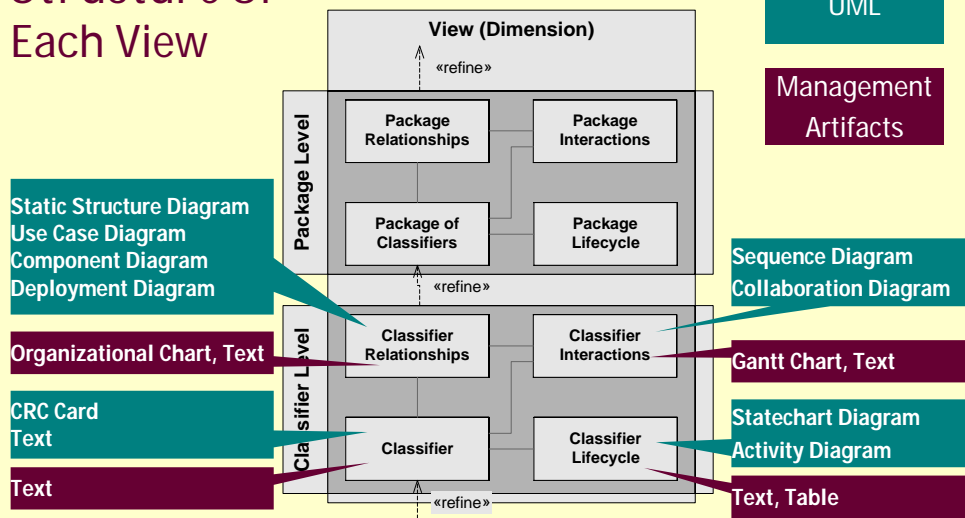 Structure of
Each View
UML
Management
Artifacts
View (Dimension)
«refine»
Package Level
Package
Relationships
Package
Interactions
Package of
Classifiers
Package
Lifecycle
«refine»
Static Structure Diagram
Use Case Diagram
Component Diagram
Deployment Diagram
Sequence Diagram
Collaboration Diagram
Classifier Level
Classifier
Relationships
Classifier
Interactions
Organizational Chart, Text
Gantt Chart, Text
CRC Card
Text
Classifier
Classifier
Lifecycle
Statechart Diagram
Activity Diagram
Text
Text, Table
«refine»